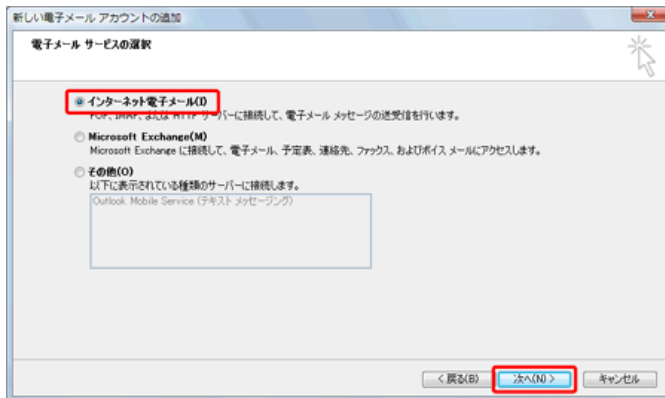 新しい電子メール アカウントの追加
電子メール サービスの選択
インターネット電子メール(I)
POP、IMAP、または HTTP サーバーに接続して、電子メール メッセージの送受信を行います。
Microsoft Exchange(M)
Microsoft Exchange に接続して、電子メール、予定表、連絡先、ファックス、およびボイス メールにアクセスします。
その他(O)
以下に表示されている種類のサーバーに接続します。
Outlook Mobile Service (テキスト メッセージング)
< 戻る(B)
次へ(N) >
キャンセル